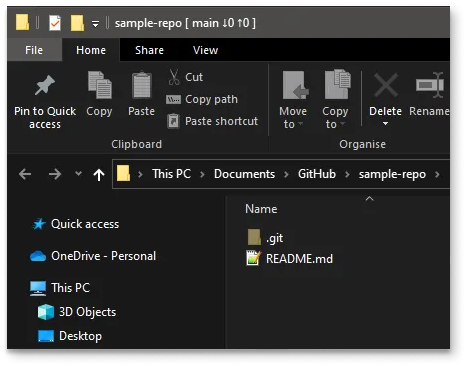 sample-repo [ main ↓0 ↑0 ]
File Home Share View
Pin to Quick access
Copy
Paste
Cut
Copy path
Paste shortcut
Move to
Copy to
Delete
Rename
Clipboard
Organise
This PC > Documents > GitHub > sample-repo >
Quick access
OneDrive - Personal
This PC
3D Objects
Desktop
Name
.git
README.md